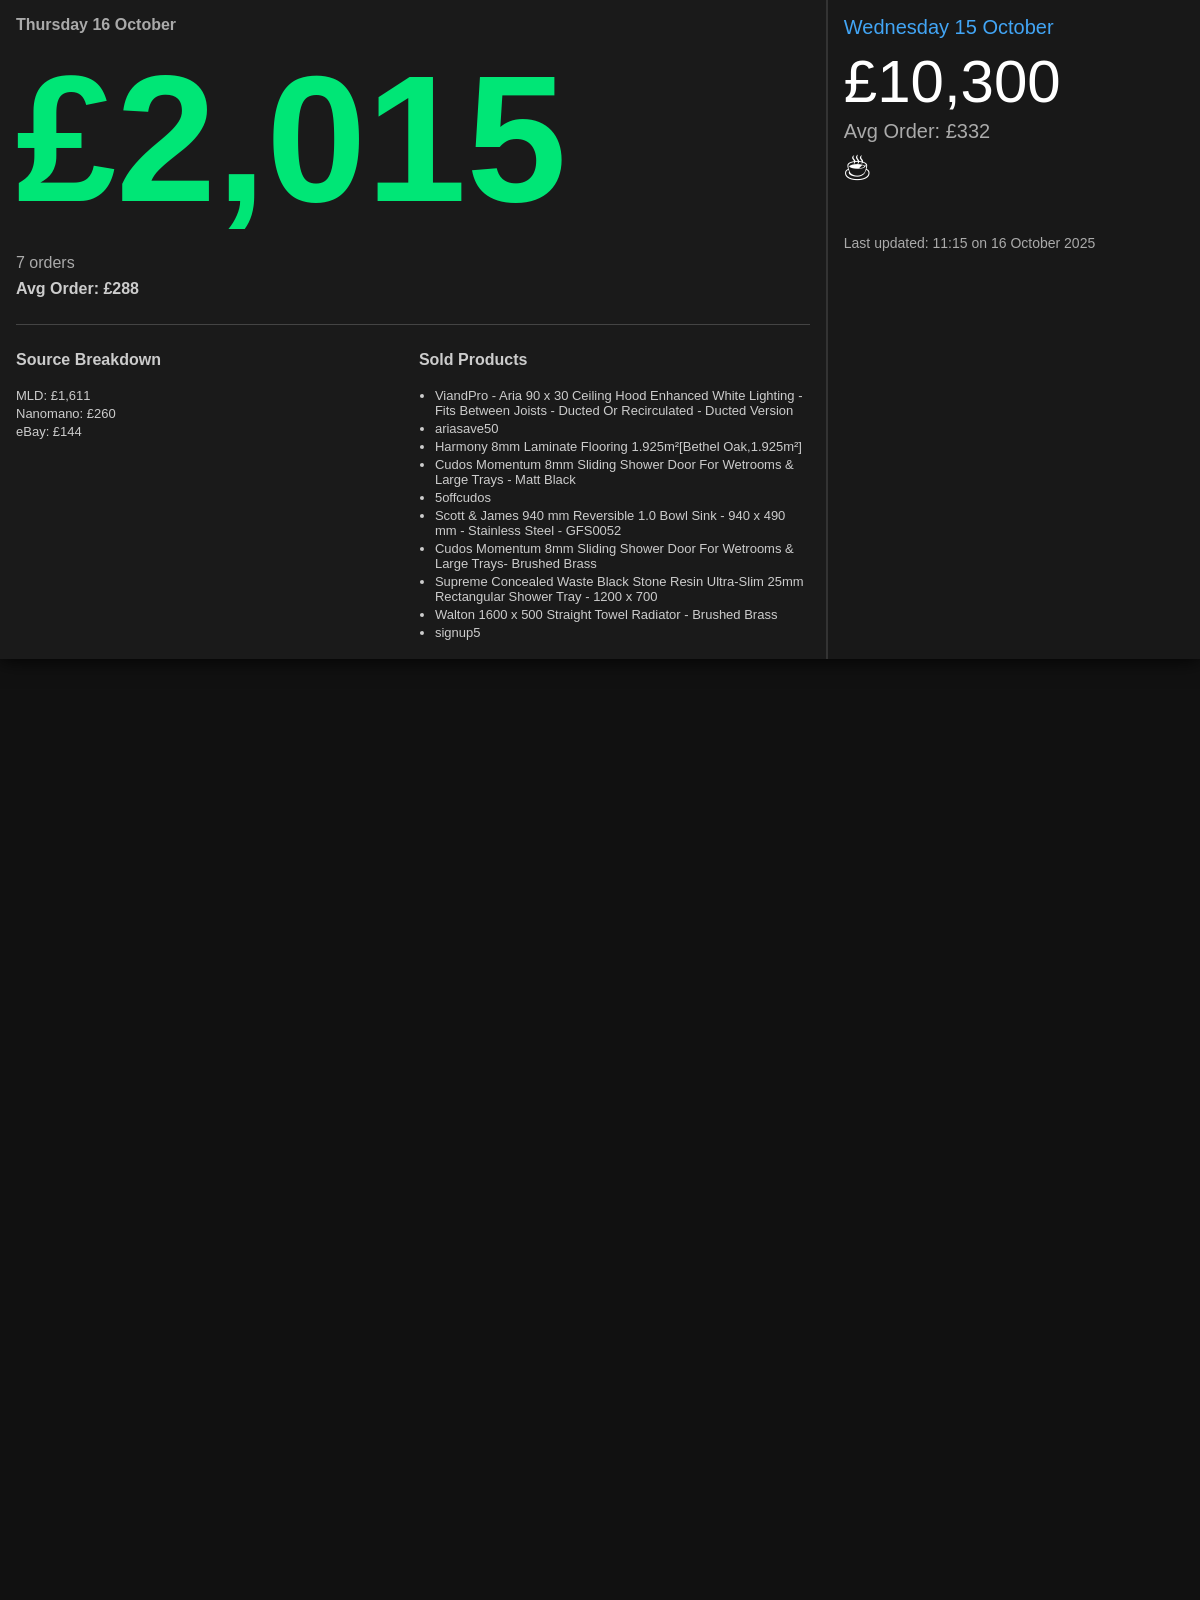 Thursday 16 October
£2,015
7 orders
Avg Order: £288
Source Breakdown
MLD: £1,611
Nanomano: £260
eBay: £144
Sold Products
ViandPro - Aria 90 x 30 Ceiling Hood Enhanced White Lighting -
Fits Between Joists - Ducted Or Recirculated - Ducted Version
ariasave50
Harmony 8mm Laminate Flooring 1.925m²[Bethel Oak,1.925m²]
Cudos Momentum 8mm Sliding Shower Door For Wetrooms &
Large Trays - Matt Black
5offcudos
Scott & James 940 mm Reversible 1.0 Bowl Sink - 940 x 490
mm - Stainless Steel - GFS0052
Cudos Momentum 8mm Sliding Shower Door For Wetrooms &
Large Trays- Brushed Brass
Supreme Concealed Waste Black Stone Resin Ultra-Slim 25mm
Rectangular Shower Tray - 1200 x 700
Walton 1600 x 500 Straight Towel Radiator - Brushed Brass
signup5
Wednesday 15 October
£10,300
Avg Order: £332
Last updated: 11:15 on 16 October 2025